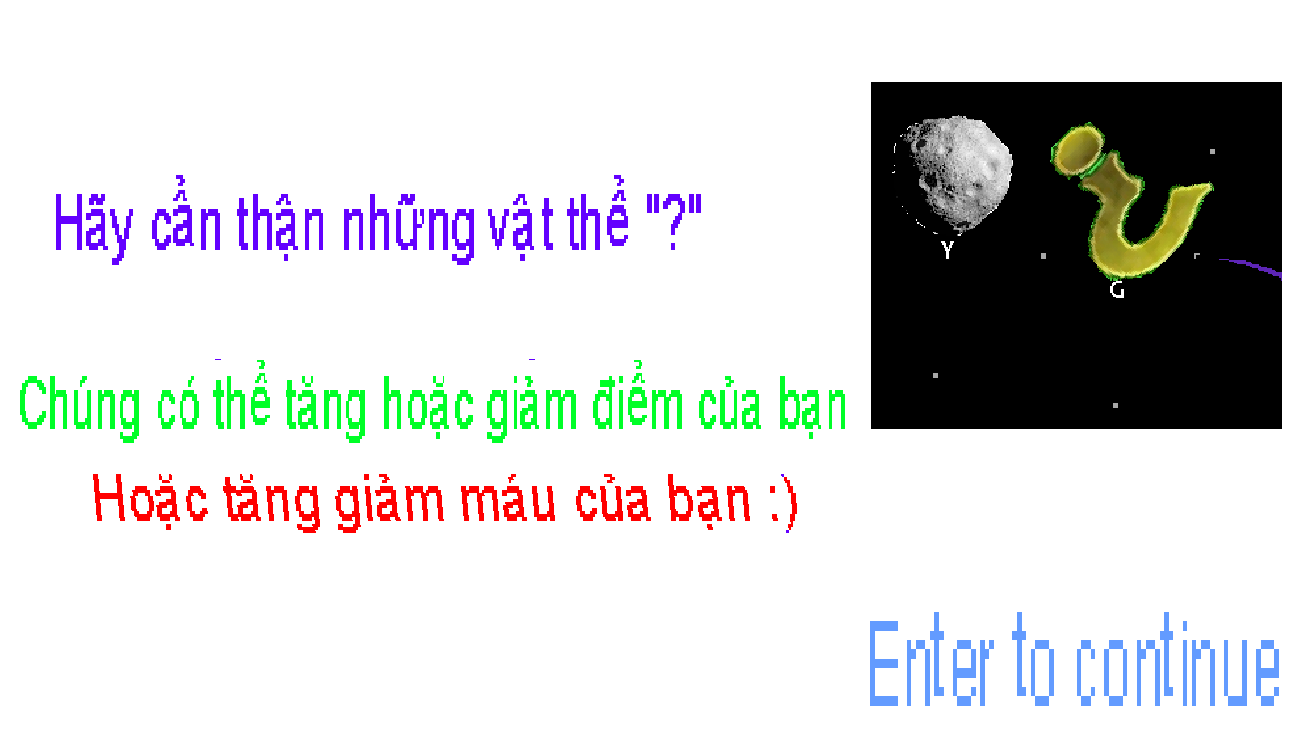 Hãy cẩn thận những vật thể "?"
Y
G
Chúng có thể tăng hoặc giảm điểm của bạn
Hoặc tăng giảm máu của bạn :)
Enter to continue